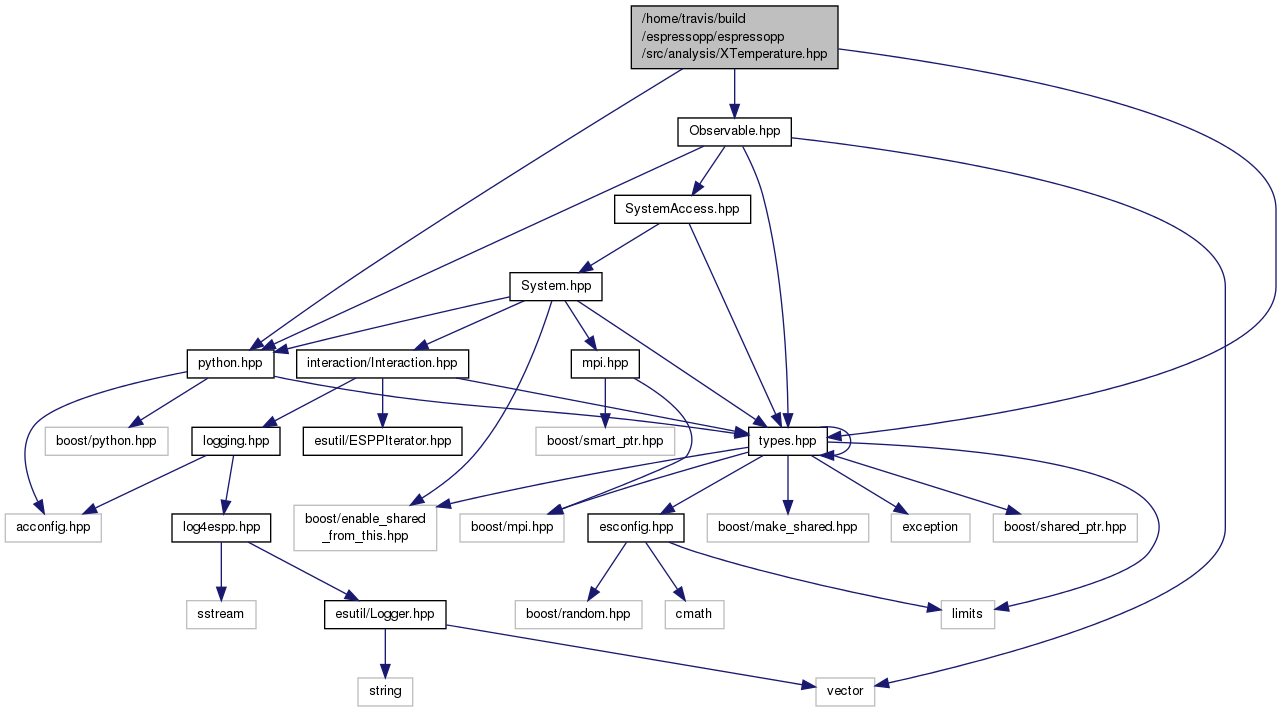 /home/travis/build
/espressopp/espressopp
/src/analysis/XTemperature.hpp
Observable.hpp
SystemAccess.hpp
System.hpp
python.hpp
interaction/Interaction.hpp
mpi.hpp
boost/python.hpp
logging.hpp
esutil/ESPPIterator.hpp
boost/smart_ptr.hpp
types.hpp
acconfig.hpp
log4espp.hpp
boost/enable_shared
_from_this.hpp
boost/mpi.hpp
esconfig.hpp
boost/make_shared.hpp
exception
boost/shared_ptr.hpp
sstream
esutil/Logger.hpp
boost/random.hpp
cmath
limits
string
vector